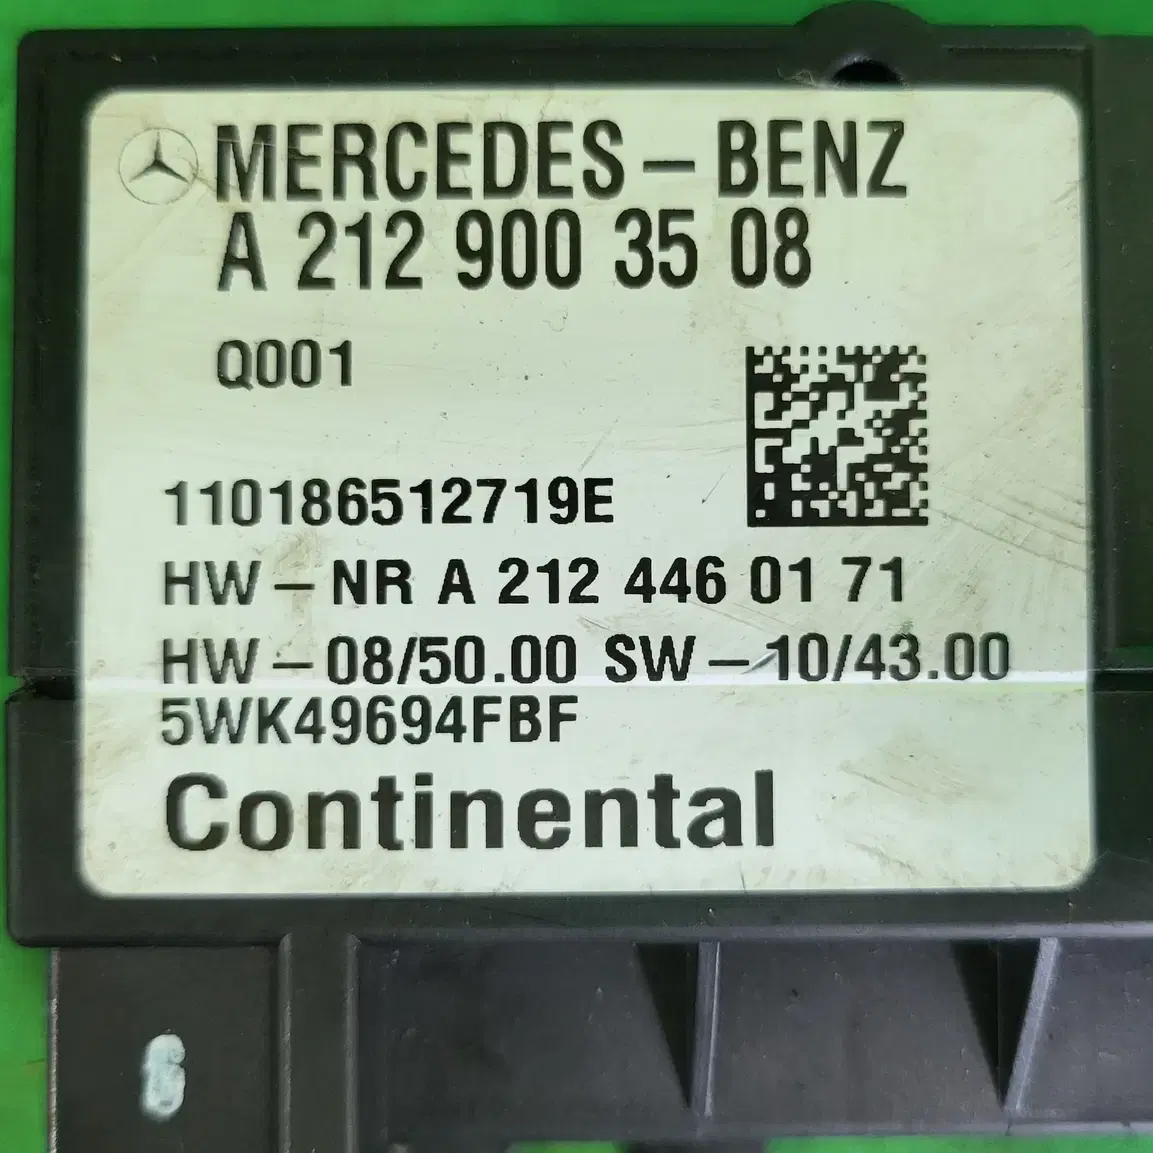 MERCEDES-BENZ
A 212 900 35 08
Q001
110186512719E
HW-NR A 212 446 01 71
HW-08/50.00 SW-10/43.00
5WK49694FBF
Continental